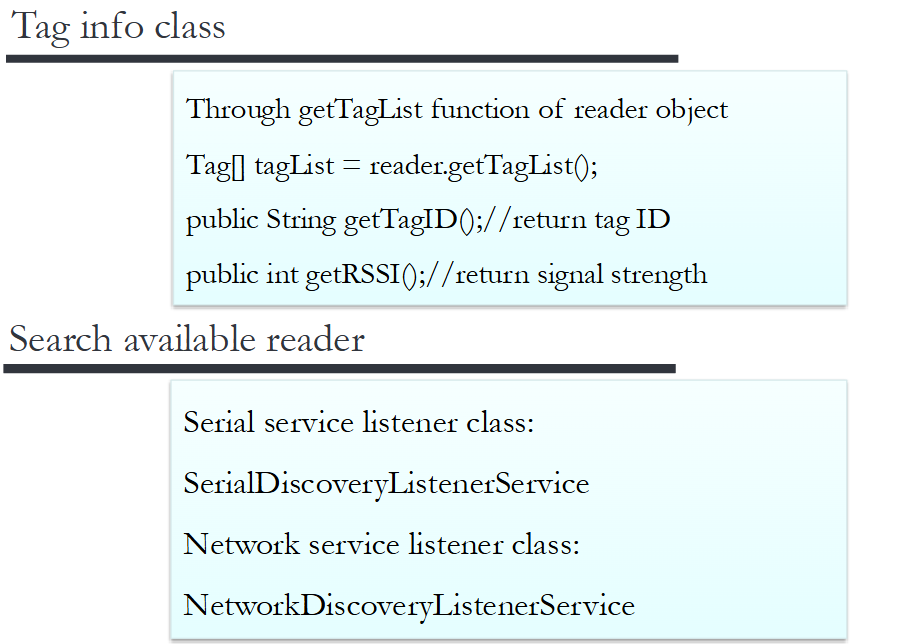 Tag info class
Through getTagList function of reader object
Tag[] tagList = reader.getTagList();
public String getTagID();//return tag ID
public int getRSSI();//return signal strength
Search available reader
Serial service listener class:
SerialDiscoveryListenerService
Network service listener class:
NetworkDiscoveryListenerService